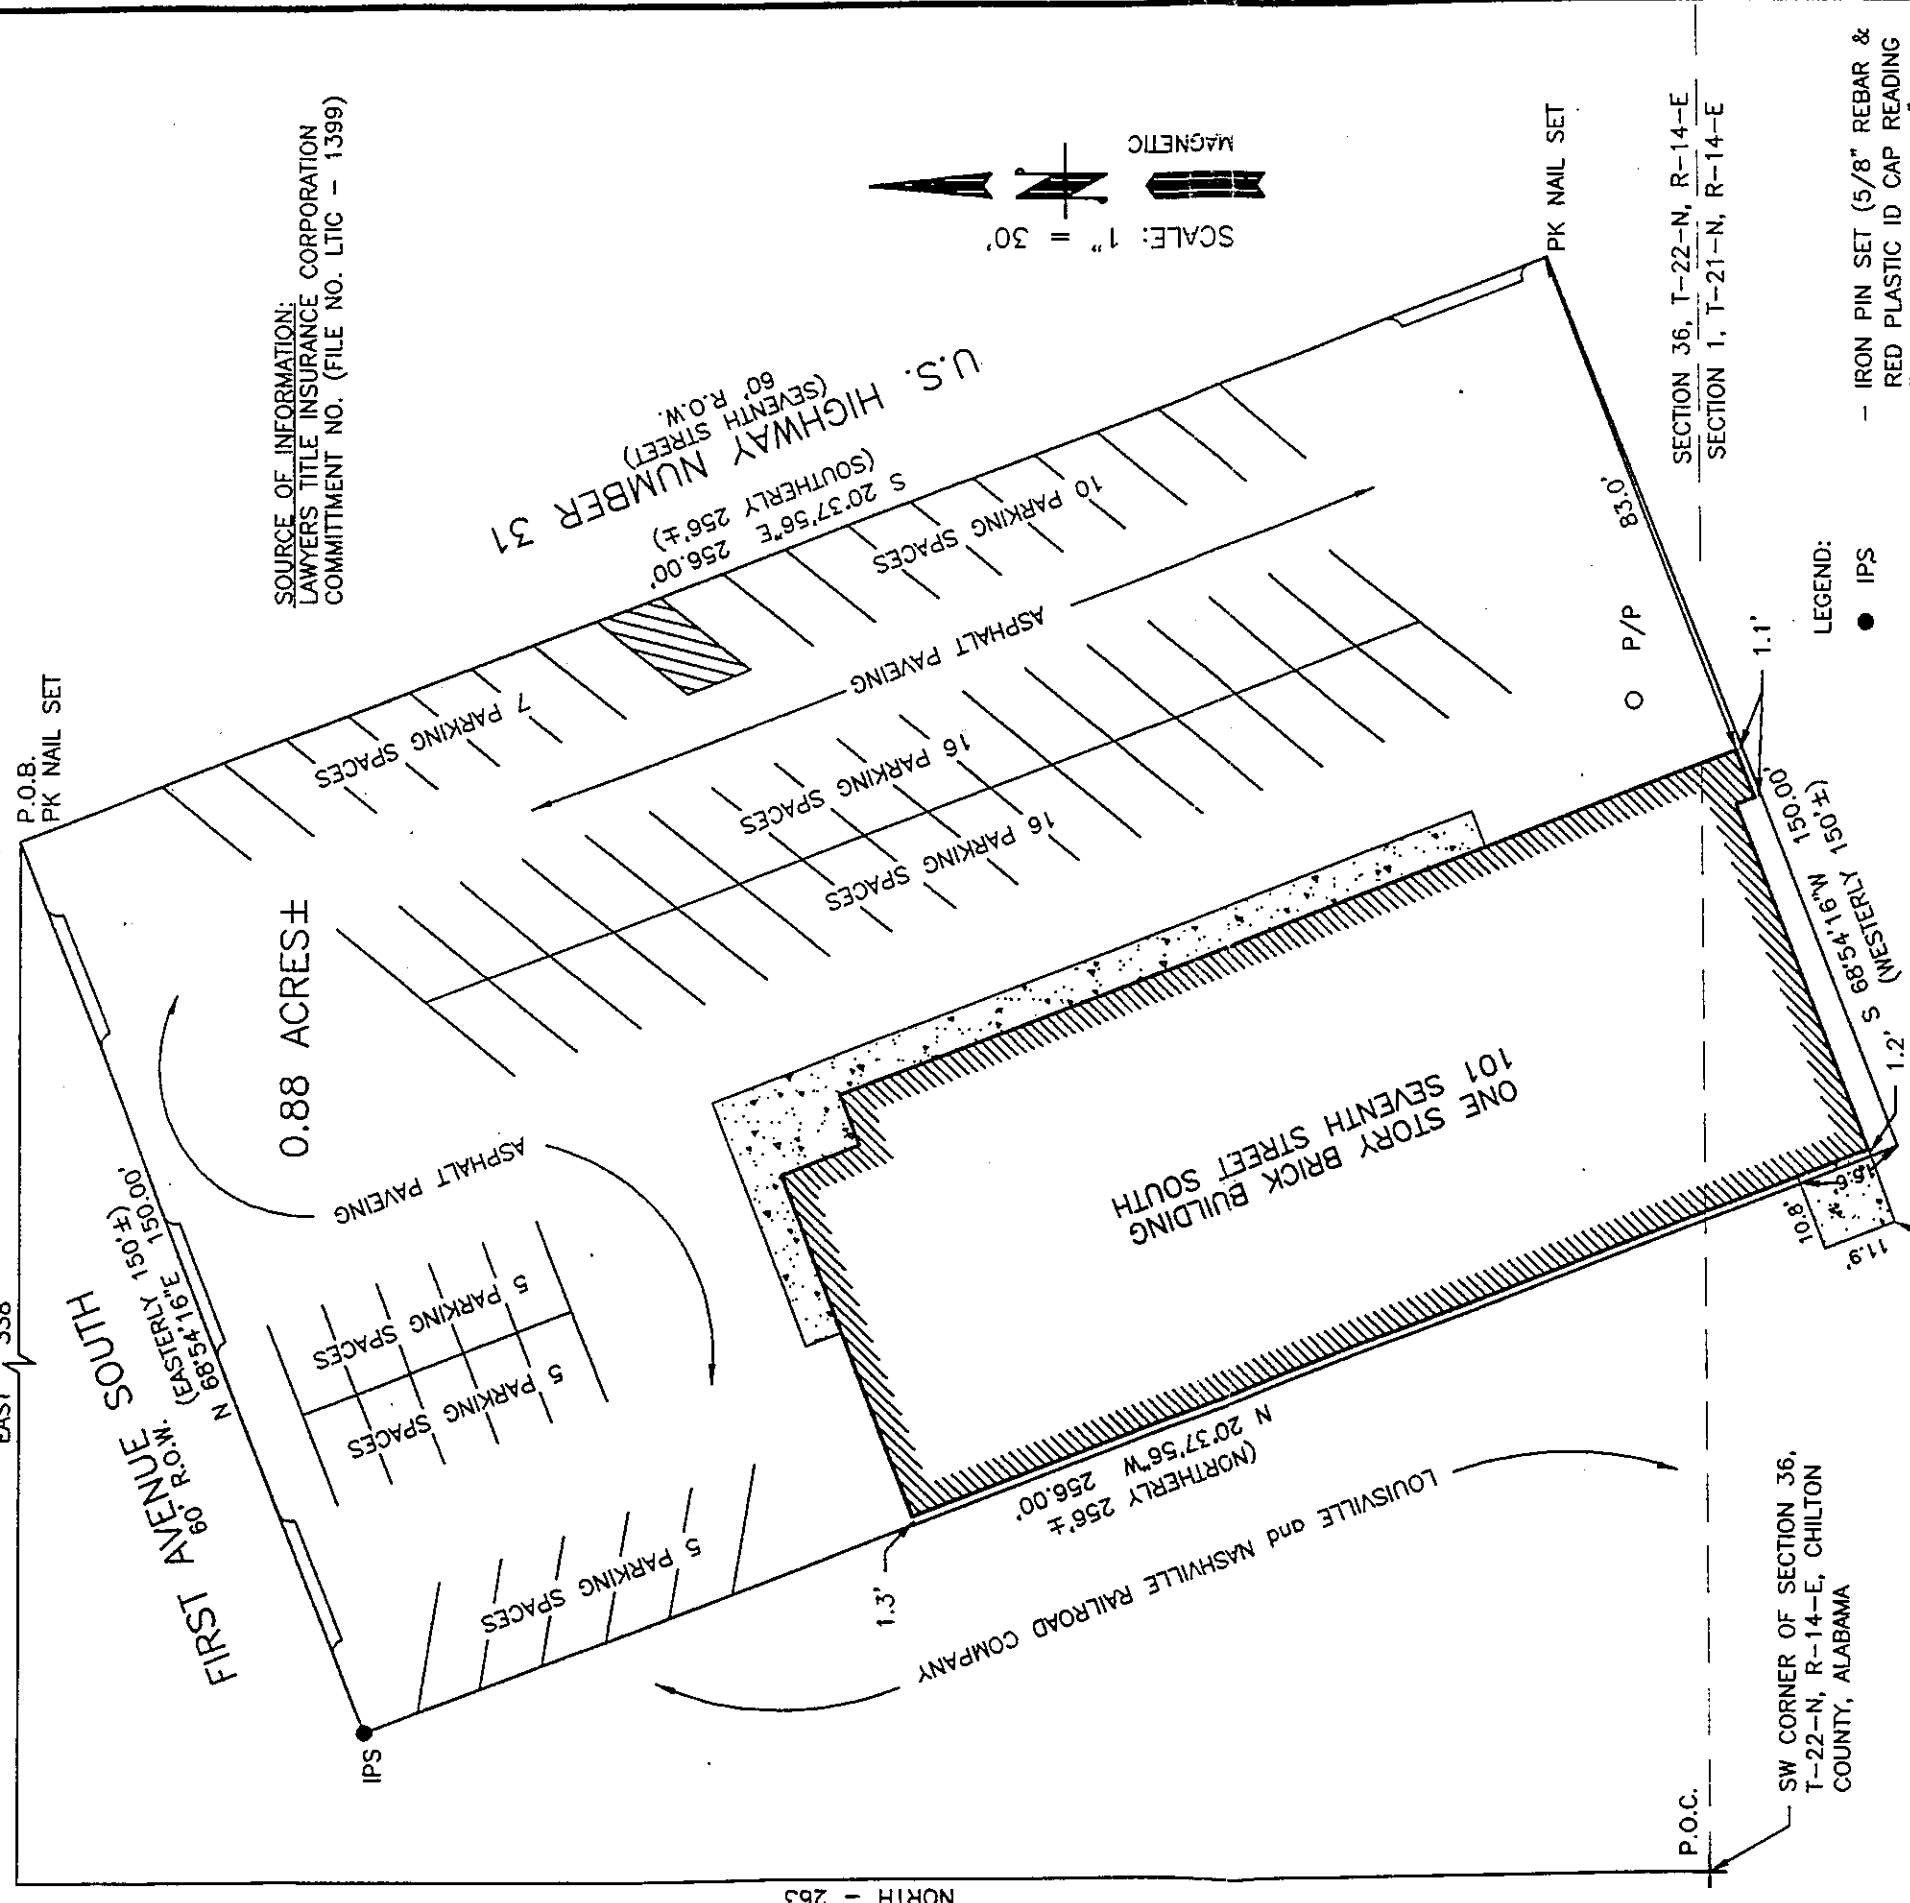 EAST 338
P.O.B.
PK NAIL SET
SOURCE OF INFORMATION:
LAWYERS TITLE INSURANCE CORPORATION
COMMITTMENT NO. (FILE NO. LTIC - 1399)
FIRST AVENUE SOUTH
60' R.O.W.
(EASTERLY 150'±)
N 68°54'16"E 150.00'
0.88 ACRES±
U.S. HIGHWAY NUMBER 31
(SEVENTH STREET)
60' R.O.W.
S 20°37'56"E 256.00'
(SOUTHERLY 256'±)
SCALE: 1" = 30'
MAGNETIC
7 PARKING SPACES
10 PARKING SPACES
ASPHALT PAVEING
16 PARKING SPACES
16 PARKING SPACES
ASPHALT PAVEING
5 PARKING SPACES
5 PARKING SPACES
5 PARKING SPACES
IPS
ONE STORY BRICK BUILDING
101 SEVENTH STREET SOUTH
1.3'
(NORTHERLY 256'±
N 20°37'56"W 256.00'
LOUISVILLE and NASHVILLE RAILROAD COMPANY
NORTH - 263
PK NAIL SET
83.0'
P/P
1.1'
SECTION 36, T-22-N, R-14-E
SECTION 1, T-21-N, R-14-E
S 68°54'16"W 150.00'
(WESTERLY 150'±)
1.2'
10.8'
11.9'
P.O.C.
SW CORNER OF SECTION 36,
T-22-N, R-14-E, CHILTON
COUNTY, ALABAMA
LEGEND:
IPS - IRON PIN SET (5/8" REBAR &
RED PLASTIC ID CAP READING